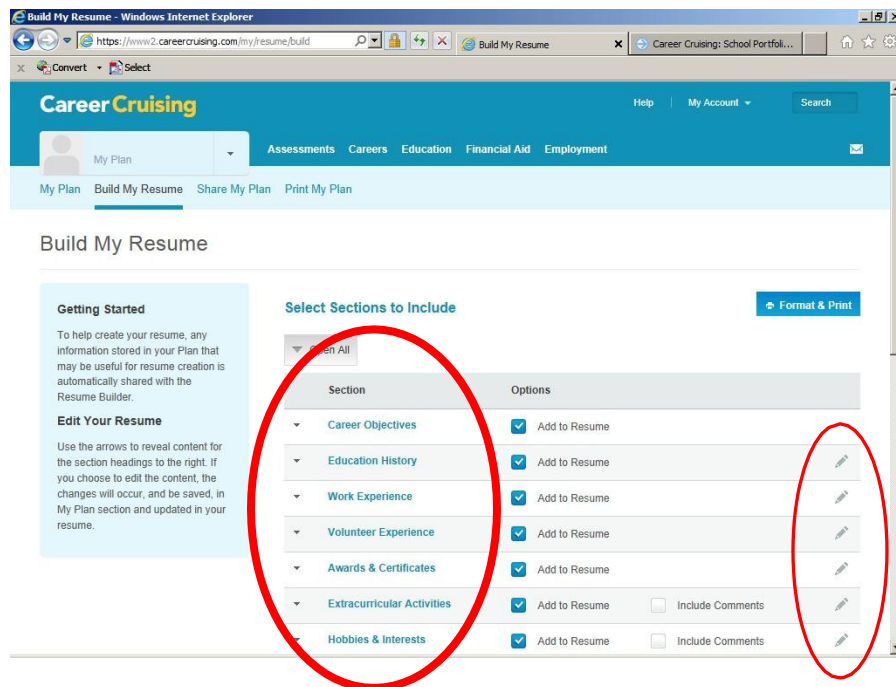 Build My Resume - Windows Internet Explorer
https://www2.careercruising.com/my/resume/build
Build My Resume
Career Cruising: School Portfoli...
Convert
Select
CareerCruising
Help
My Account
Search
My Plan
Assessments Careers Education Financial Aid Employment
My Plan Build My Resume Share My Plan Print My Plan
Build My Resume
Getting Started
To help create your resume, any
information stored in your Plan that
may be useful for resume creation is
automatically shared with the
Resume Builder.
Edit Your Resume
Use the arrows to reveal content for
the section headings to the right. If
you choose to edit the content, the
changes will occur, and be saved, in
My Plan section and updated in your
resume.
Select Sections to Include
Format & Print
Open All
Section Options
Career Objectives Add to Resume
Education History Add to Resume
Work Experience Add to Resume
Volunteer Experience Add to Resume
Awards & Certificates Add to Resume
Extracurricular Activities Add to Resume Include Comments
Hobbies & Interests Add to Resume Include Comments